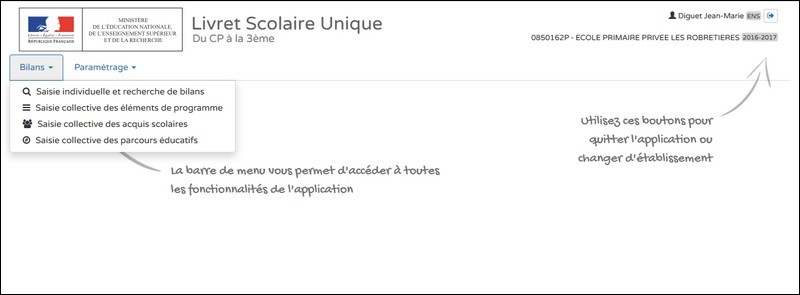 MINISTÈRE
DE L'ÉDUCATION NATIONALE,
DE L'ENSEIGNEMENT SUPÉRIEUR
ET DE LA RECHERCHE
Liberté • Égalité • Fraternité
RÉPUBLIQUE FRANÇAISE
Livret Scolaire Unique
Du CP à la 3ème
Diguet Jean-Marie ENS
0850162P - ECOLE PRIMAIRE PRIVEE LES ROBRETIERES 2016-2017
Bilans Paramétrage
Saisie individuelle et recherche de bilans
Saisie collective des éléments de programme
Saisie collective des acquis scolaires
Saisie collective des parcours éducatifs
Utilisez ces boutons pour
quitter l'application ou
changer d'établissement
La barre de menu vous permet d'accéder à toutes
les fonctionnalités de l'application